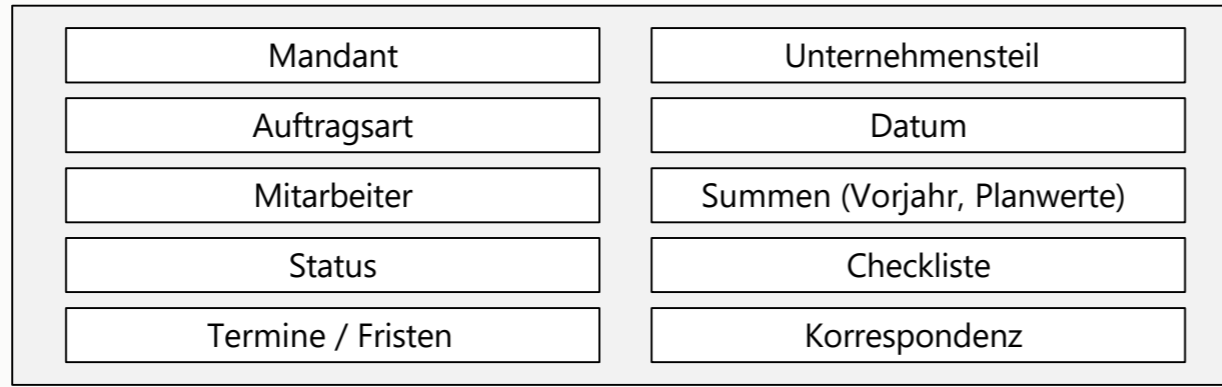 Mandant
Unternehmensteil
Auftragsart
Datum
Mitarbeiter
Summen (Vorjahr, Planwerte)
Status
Checkliste
Termine / Fristen
Korrespondenz